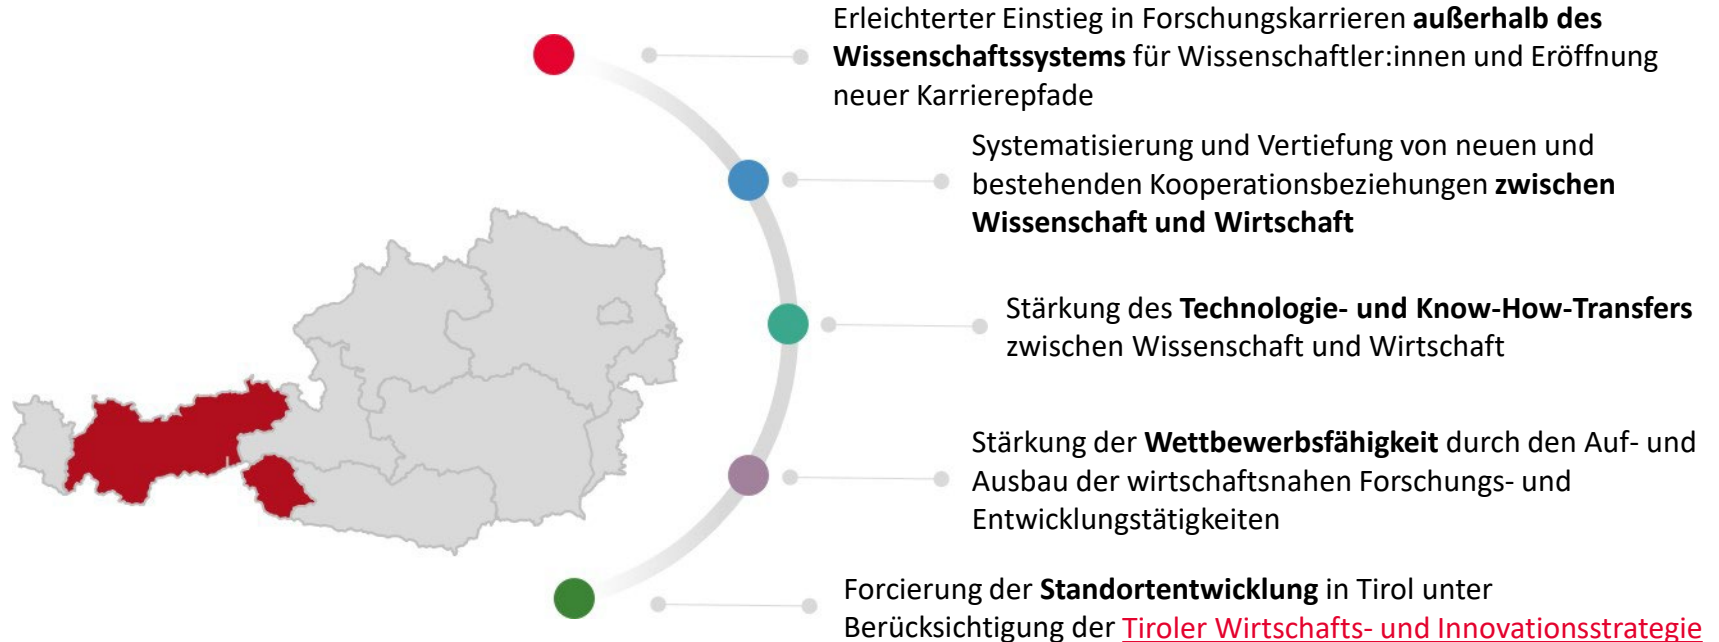 Erleichterter Einstieg in Forschungskarrieren außerhalb des
Wissenschaftssystems für Wissenschaftler:innen und Eröffnung
neuer Karrierepfade
Systematisierung und Vertiefung von neuen und
bestehenden Kooperationsbeziehungen zwischen
Wissenschaft und Wirtschaft
Stärkung des Technologie- und Know-How-Transfers
zwischen Wissenschaft und Wirtschaft
Stärkung der Wettbewerbsfähigkeit durch den Auf- und
Ausbau der wirtschaftsnahen Forschungs- und
Entwicklungstätigkeiten
Forcierung der Standortentwicklung in Tirol unter
Berücksichtigung der Tiroler Wirtschafts- und Innovationsstrategie